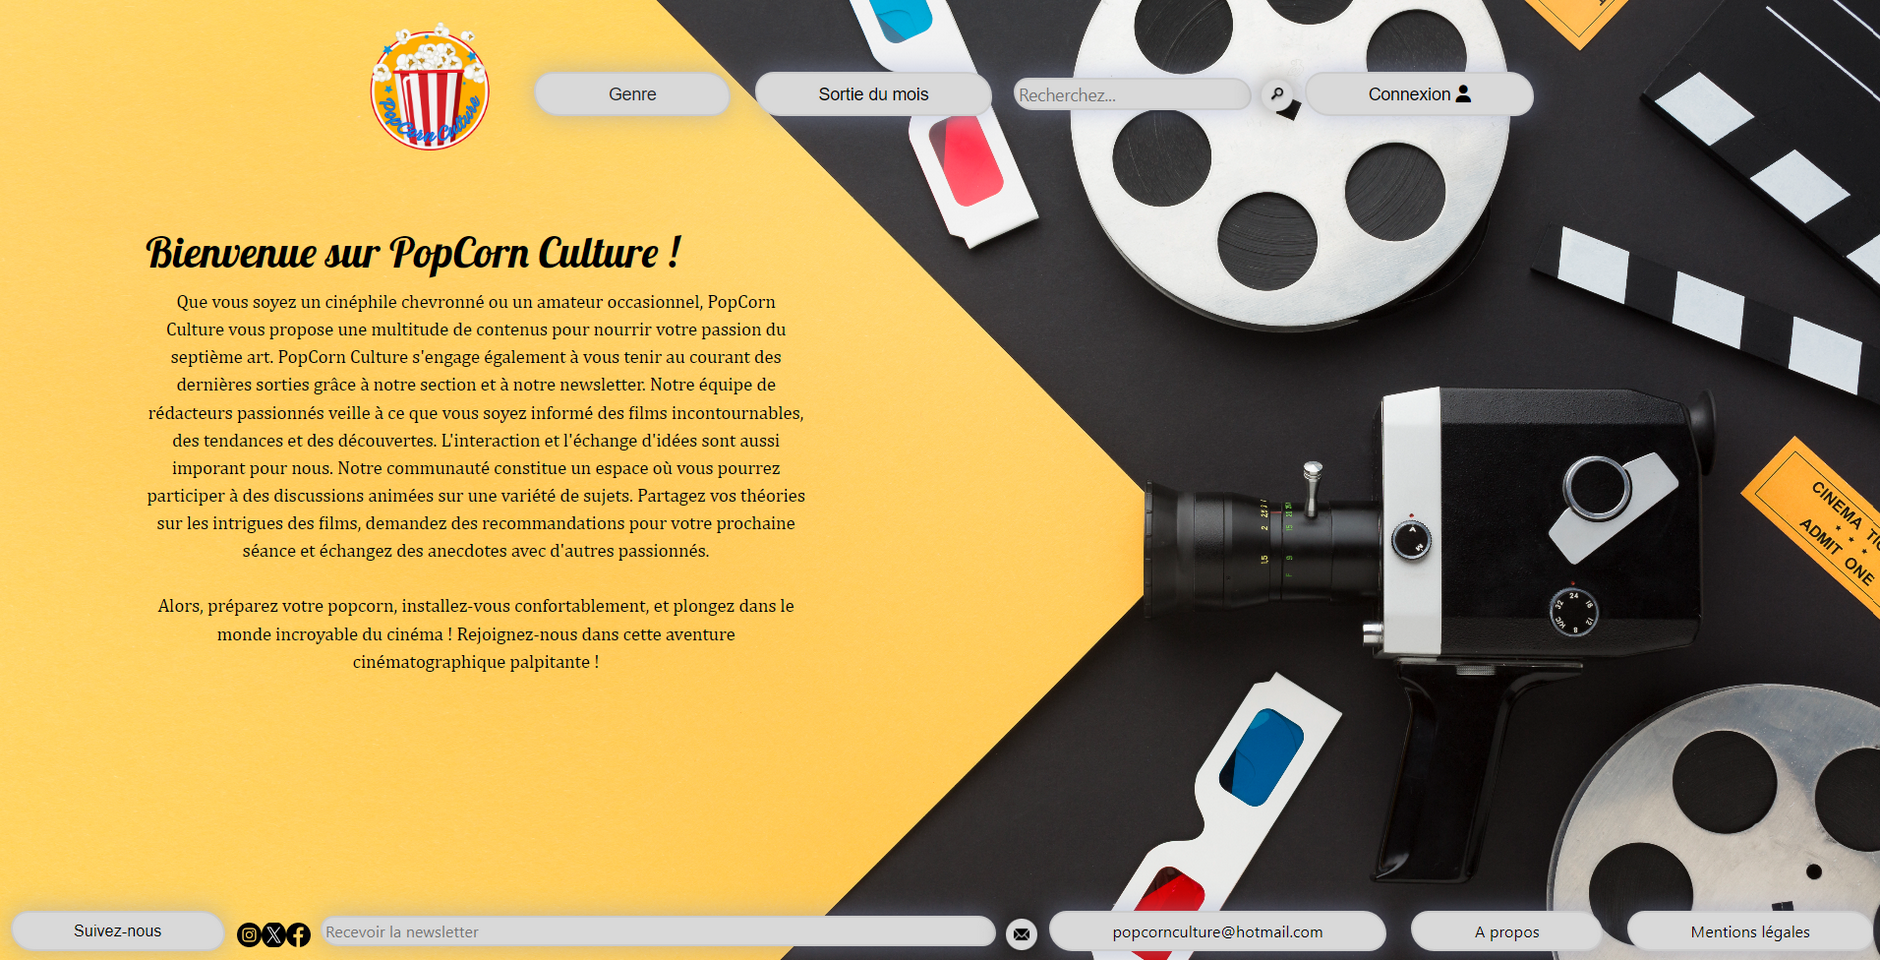 PopCorn Culture
Genre
Sortie du mois
Recherchez...
Connexion
Bienvenue sur PopCorn Culture !
Que vous soyez un cinéphile chevronné ou un amateur occasionnel, PopCorn
Culture vous propose une multitude de contenus pour nourrir votre passion du
septième art. PopCorn Culture s'engage également à vous tenir au courant des
dernières sorties grâce à notre section et à notre newsletter. Notre équipe de
rédacteurs passionnés veille à ce que vous soyez informé des films incontournables,
des tendances et des découvertes. L'interaction et l'échange d'idées sont aussi
imporant pour nous. Notre communauté constitue un espace où vous pourrez
participer à des discussions animées sur une variété de sujets. Partagez vos théories
sur les intrigues des films, demandez des recommandations pour votre prochaine
séance et échangez des anecdotes avec d'autres passionnés.
Alors, préparez votre popcorn, installez-vous confortablement, et plongez dans le
monde incroyable du cinéma ! Rejoignez-nous dans cette aventure
cinématographique palpitante !
CINEMA TIC
ADMIT ONE
Suivez-nous
Recevoir la newsletter
popcornculture@hotmail.com
A propos
Mentions légales